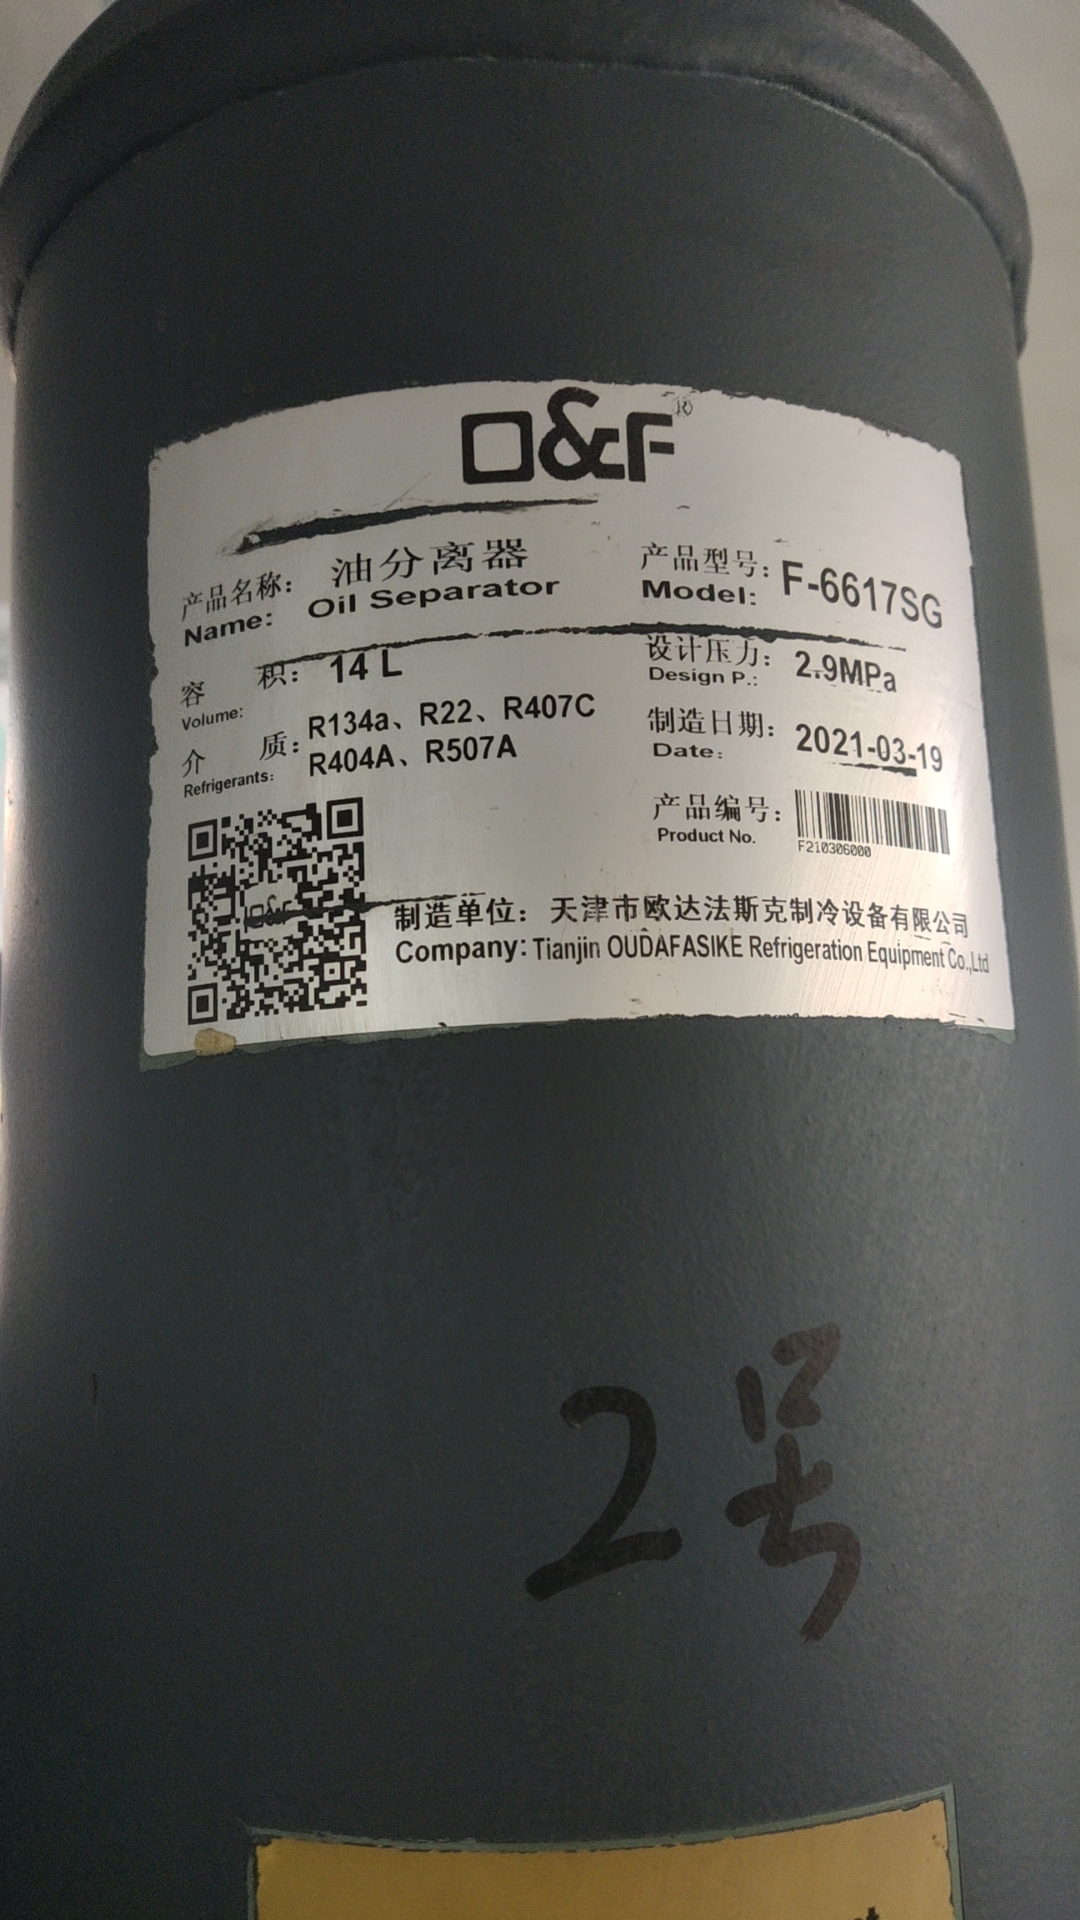 O&F®
产品名称: 油分离器
Name: Oil Separator
产品型号: F-6617SG
Model:
容 积: 14 L
Volume:
设计压力: 2.9MPa
Design P.:
介 质: R134a、R22、R407C
R404A、R507A
Refrigerants:
制造日期: 2021-03-19
Date:
产品编号:
Product No.
F210306000
O&F
制造单位: 天津市欧达法斯克制冷设备有限公司
Company: Tianjin OUDAFASIKE Refrigeration Equipment Co.,Ltd
2号